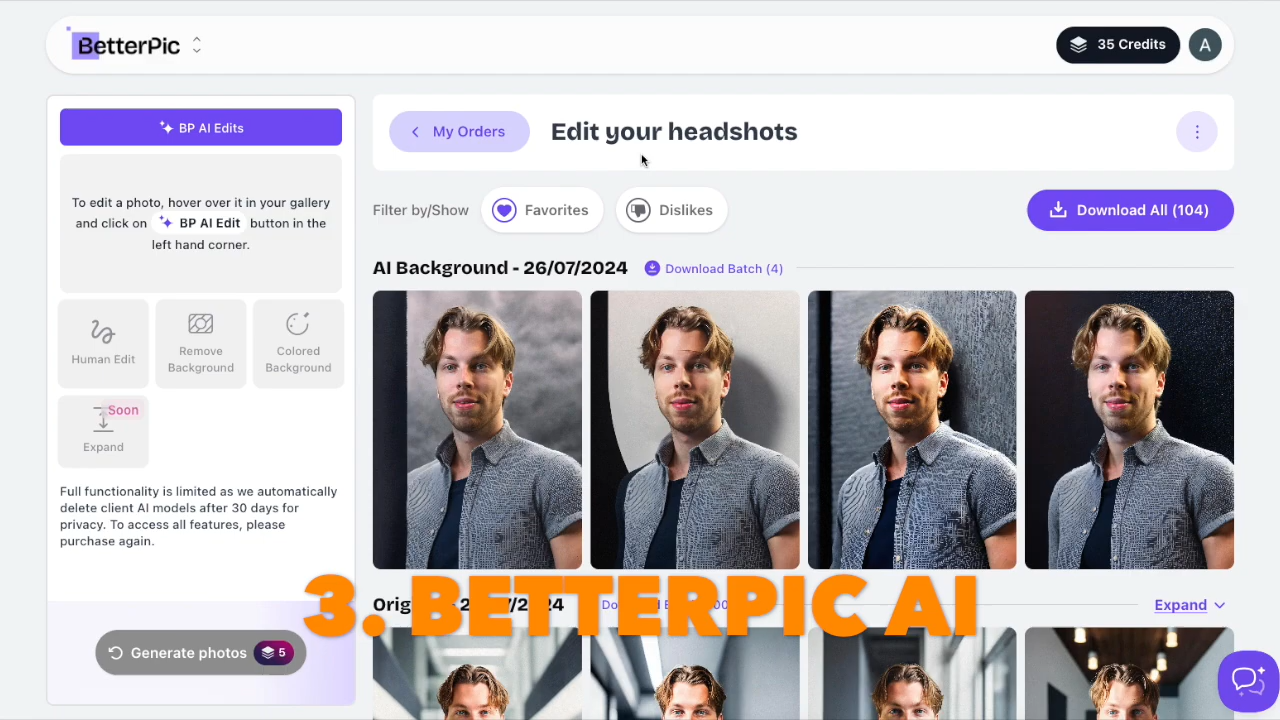 BetterPic
35 Credits
A
BP AI Edits
To edit a photo, hover over it in your gallery
and click on BP AI Edit button in the
left hand corner.
Human Edit
Remove
Background
Colored
Background
Soon
Expand
Full functionality is limited as we automatically
delete client AI models after 30 days for
privacy. To access all features, please
purchase again.
Generate photos 5
My Orders
Edit your headshots
Filter by/Show
Favorites
Dislikes
Download All (104)
AI Background - 26/07/2024
Download Batch (4)
Expand
3. BETTERPIC AI